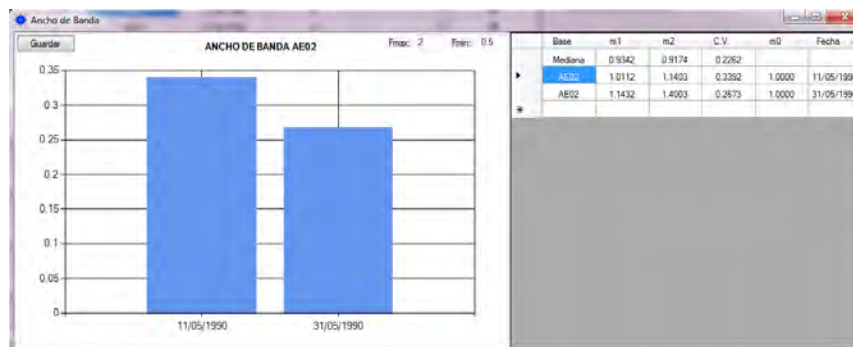 Ancho de Banda
Guardar
ANCHO DE BANDA AE02
Fmax: 2
Fmin: 0.5
0.35
0.3
0.25
0.2
0.15
0.1
0.05
0
11/05/1990
31/05/1990
Base m1 m2 C.V. m0 Fecha
Mediana 0.9342 0.9174 0.2262
AE02 1.0112 1.1403 0.3392 1.0000 11/05/199
AE02 1.1432 1.4003 0.2673 1.0000 31/05/199